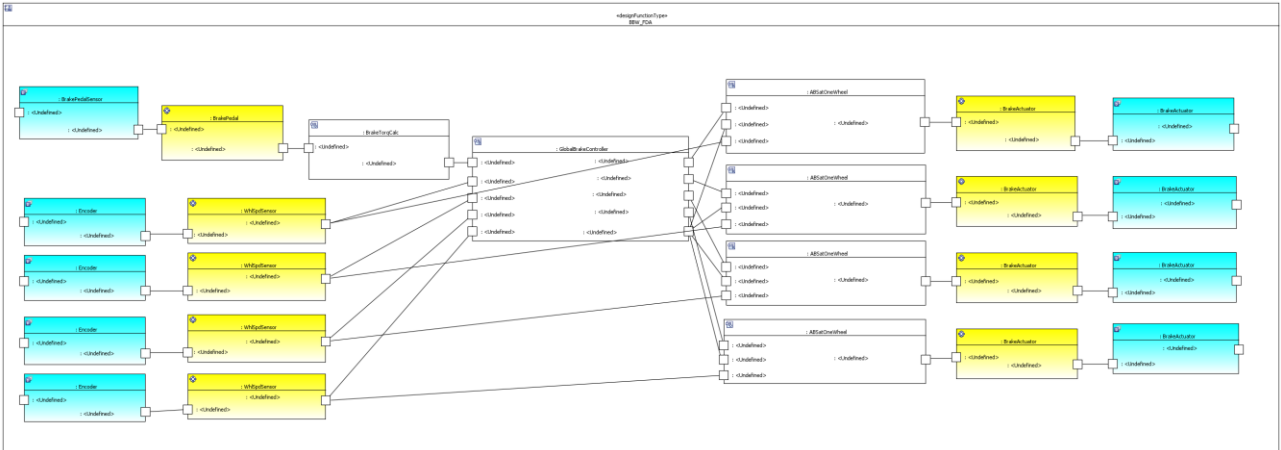 «designFunctionType»
BBW_FDA
: BrakePedalSensor
: <Undefined>
: <Undefined>
: BrakePedal
: <Undefined>
: <Undefined>
: BrakeTorqCalc
: <Undefined>
: <Undefined>
: GlobalBrakeController
: <Undefined>
: <Undefined>
: <Undefined>
: <Undefined>
: <Undefined>
: <Undefined>
: <Undefined>
: <Undefined>
: <Undefined>
: <Undefined>
: ABSatOneWheel
: <Undefined>
: <Undefined>
: <Undefined>
: <Undefined>
: BrakeActuator
: <Undefined>
: <Undefined>
: BrakeActuator
: <Undefined>
: <Undefined>
: ABSatOneWheel
: <Undefined>
: <Undefined>
: <Undefined>
: <Undefined>
: BrakeActuator
: <Undefined>
: <Undefined>
: BrakeActuator
: <Undefined>
: <Undefined>
: Encoder
: <Undefined>
: <Undefined>
: WhlSpdSensor
: <Undefined>
: <Undefined>
: ABSatOneWheel
: <Undefined>
: <Undefined>
: <Undefined>
: <Undefined>
: BrakeActuator
: <Undefined>
: <Undefined>
: BrakeActuator
: <Undefined>
: <Undefined>
: Encoder
: <Undefined>
: <Undefined>
: WhlSpdSensor
: <Undefined>
: <Undefined>
: Encoder
: <Undefined>
: <Undefined>
: WhlSpdSensor
: <Undefined>
: <Undefined>
: ABSatOneWheel
: <Undefined>
: <Undefined>
: <Undefined>
: <Undefined>
: BrakeActuator
: <Undefined>
: <Undefined>
: BrakeActuator
: <Undefined>
: <Undefined>
: Encoder
: <Undefined>
: <Undefined>
: WhlSpdSensor
: <Undefined>
: <Undefined>